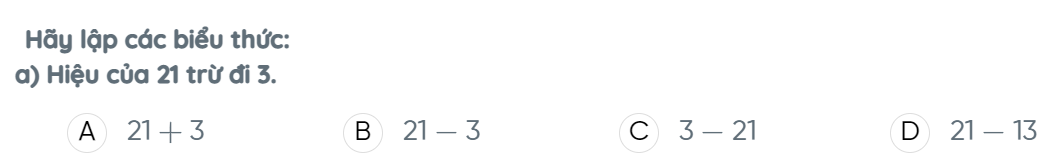 Hãy lập các biểu thức:
a) Hiệu của 21 trừ đi 3.
A 21 + 3 B 21 − 3 C 3 − 21 D 21 − 13